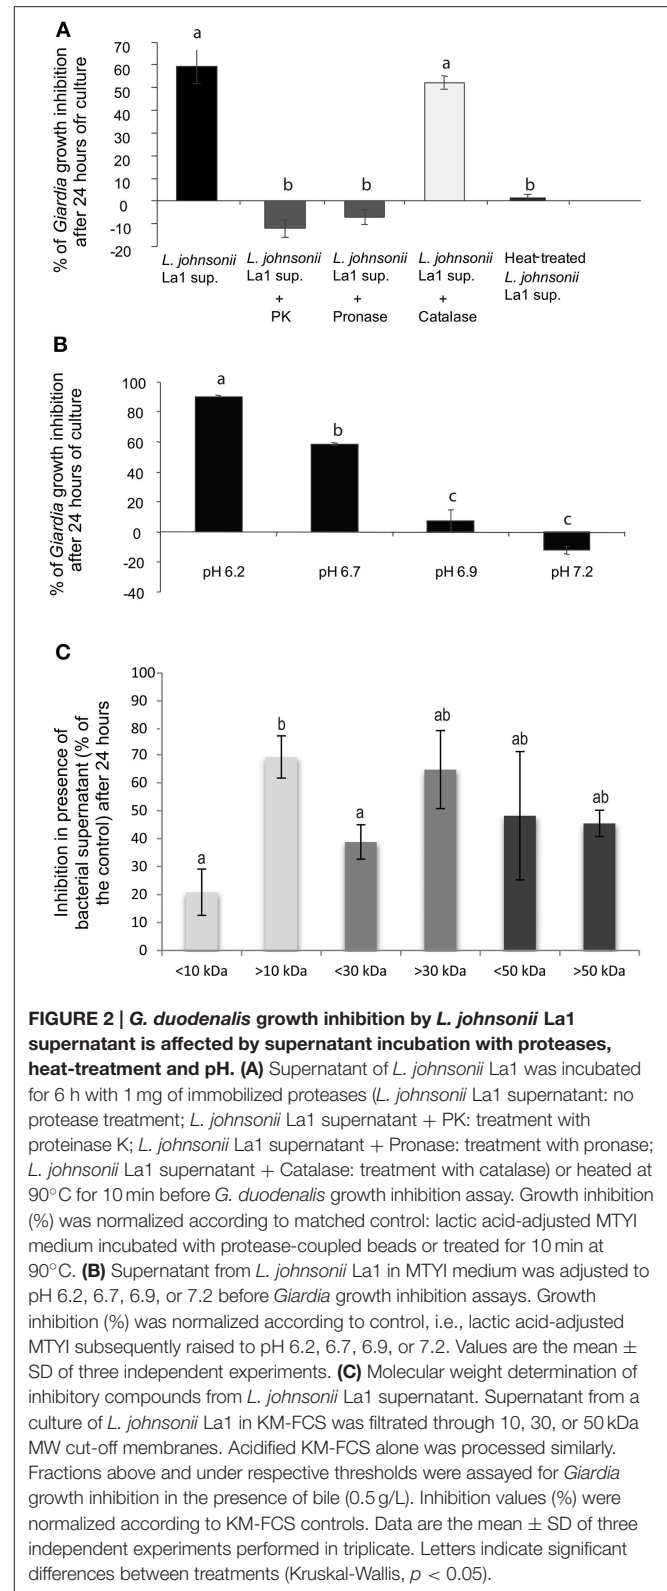 A
% of Giardia growth inhibition
after 24 hours ofr culture
70
60
50
40
30
20
10
0
-10
-20
a
b
b
a
b
L. johnsonii
La1 sup.
L. johnsonii
La1 sup.
+
PK
L. johnsonii
La1 sup.
+
Pronase
L. johnsonii
La1 sup.
+
Catalase
Heat-treated
L. johnsonii
La1 sup.
B
% of Giardia growth inhibition
after 24 hours of culture
100
80
60
40
20
0
-20
-40
a
b
c
c
pH 6.2
pH 6.7
pH 6.9
pH 7.2
C
Inhibition in presence of
bacterial supernatant (% of
the control) after 24 hours
100
90
80
70
60
50
40
30
20
10
0
a
b
a
ab
ab
ab
<10 kDa
>10 kDa
<30 kDa
>30 kDa
<50 kDa
>50 kDa
FIGURE 2 | G. duodenalis growth inhibition by L. johnsonii La1
supernatant is affected by supernatant incubation with proteases,
heat-treatment and pH. (A) Supernatant of L. johnsonii La1 was incubated
for 6 h with 1 mg of immobilized proteases (L. johnsonii La1 supernatant: no
protease treatment; L. johnsonii La1 supernatant + PK: treatment with
proteinase K; L. johnsonii La1 supernatant + Pronase: treatment with pronase;
L. johnsonii La1 supernatant + Catalase: treatment with catalase) or heated at
90°C for 10 min before G. duodenalis growth inhibition assay. Growth inhibition
(%) was normalized according to matched control: lactic acid-adjusted MTYI
medium incubated with protease-coupled beads or treated for 10 min at
90°C. (B) Supernatant from L. johnsonii La1 in MTYI medium was adjusted to
pH 6.2, 6.7, 6.9, or 7.2 before Giardia growth inhibition assays. Growth
inhibition (%) was normalized according to control, i.e., lactic acid-adjusted
MTYI subsequently raised to pH 6.2, 6.7, 6.9, or 7.2. Values are the mean ±
SD of three independent experiments. (C) Molecular weight determination of
inhibitory compounds from L. johnsonii La1 supernatant. Supernatant from a
culture of L. johnsonii La1 in KM-FCS was filtrated through 10, 30, or 50 kDa
MW cut-off membranes. Acidified KM-FCS alone was processed similarly.
Fractions above and under respective thresholds were assayed for Giardia
growth inhibition in the presence of bile (0.5 g/L). Inhibition values (%) were
normalized according to KM-FCS controls. Data are the mean ± SD of three
independent experiments performed in triplicate. Letters indicate significant
differences between treatments (Kruskal-Wallis, p < 0.05).